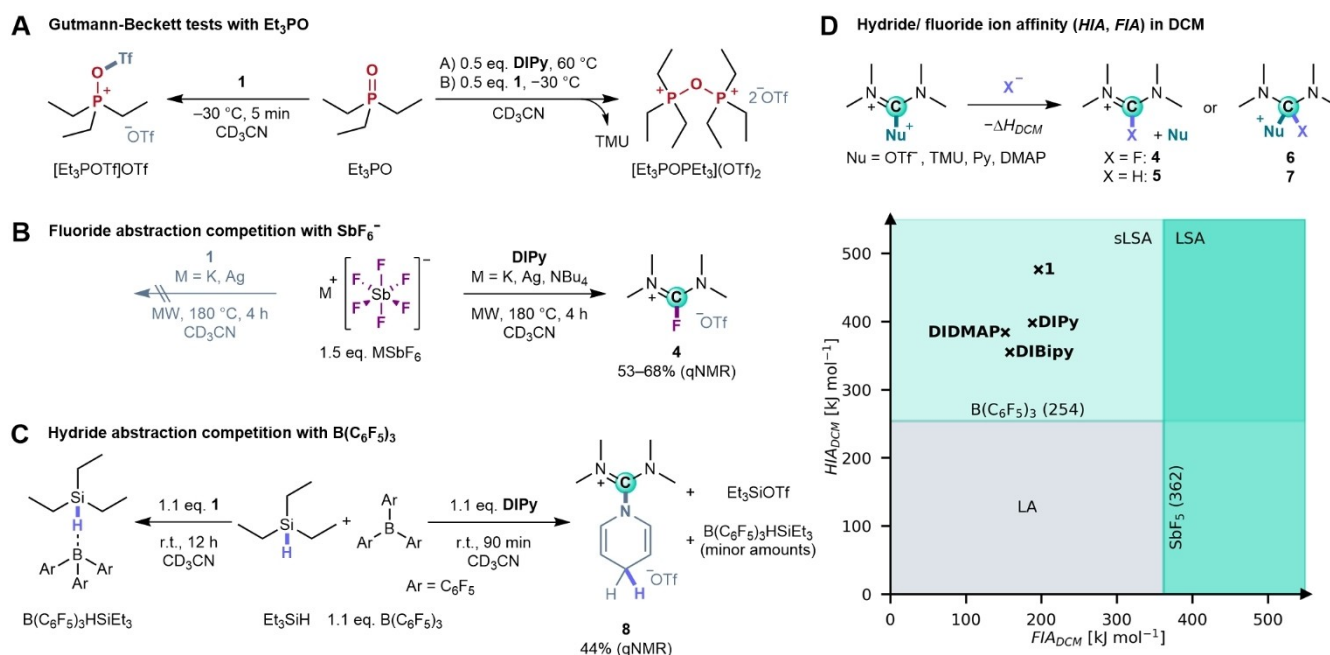 A Gutmann-Beckett tests with Et₃PO
O Tf
P⁺
⁻OTf
[Et₃POTf]OTf
1
−30 °C, 5 min
CD₃CN
O
P
Et₃PO
A) 0.5 eq. DIPy, 60 °C
B) 0.5 eq. 1, −30 °C
CD₃CN
TMU
P⁺ O P⁺
2⁻OTf
[Et₃POPEt₃](OTf)₂
B Fluoride abstraction competition with SbF₆⁻
1
M = K, Ag
MW, 180 °C, 4 h
CD₃CN
M⁺ [ F F F Sb F F F ]⁻
1.5 eq. MSbF₆
DIPy
M = K, Ag, NBu₄
MW, 180 °C, 4 h
CD₃CN
N N
+ C
F
⁻OTf
4
53–68% (qNMR)
C Hydride abstraction competition with B(C₆F₅)₃
Si
H
B
Ar Ar Ar
B(C₆F₅)₃HSiEt₃
1.1 eq. 1
r.t., 12 h
CD₃CN
Si
H
Et₃SiH
+
Ar
B
Ar Ar
1.1 eq. B(C₆F₅)₃
Ar = C₆F₅
1.1 eq. DIPy
r.t., 90 min
CD₃CN
N N
+ C
N
H H
⁻OTf
8
44% (qNMR)
+ Et₃SiOTf
+ B(C₆F₅)₃HSiEt₃
(minor amounts)
D Hydride/ fluoride ion affinity (HIA, FIA) in DCM
N N
+ C
Nu⁺
Nu = OTf⁻, TMU, Py, DMAP
X⁻
−ΔH_DCM
N N
+ C
X
+ Nu
X = F: 4
X = H: 5
or
N N
C
+
Nu X
6
7
HIA_DCM [kJ mol⁻¹]
500
400
300
200
100
0
sLSA
LSA
1
DIPy
DIDMAP
DIBipy
B(C₆F₅)₃ (254)
LA
SbF₅ (362)
0 100 200 300 400 500
FIA_DCM [kJ mol⁻¹]